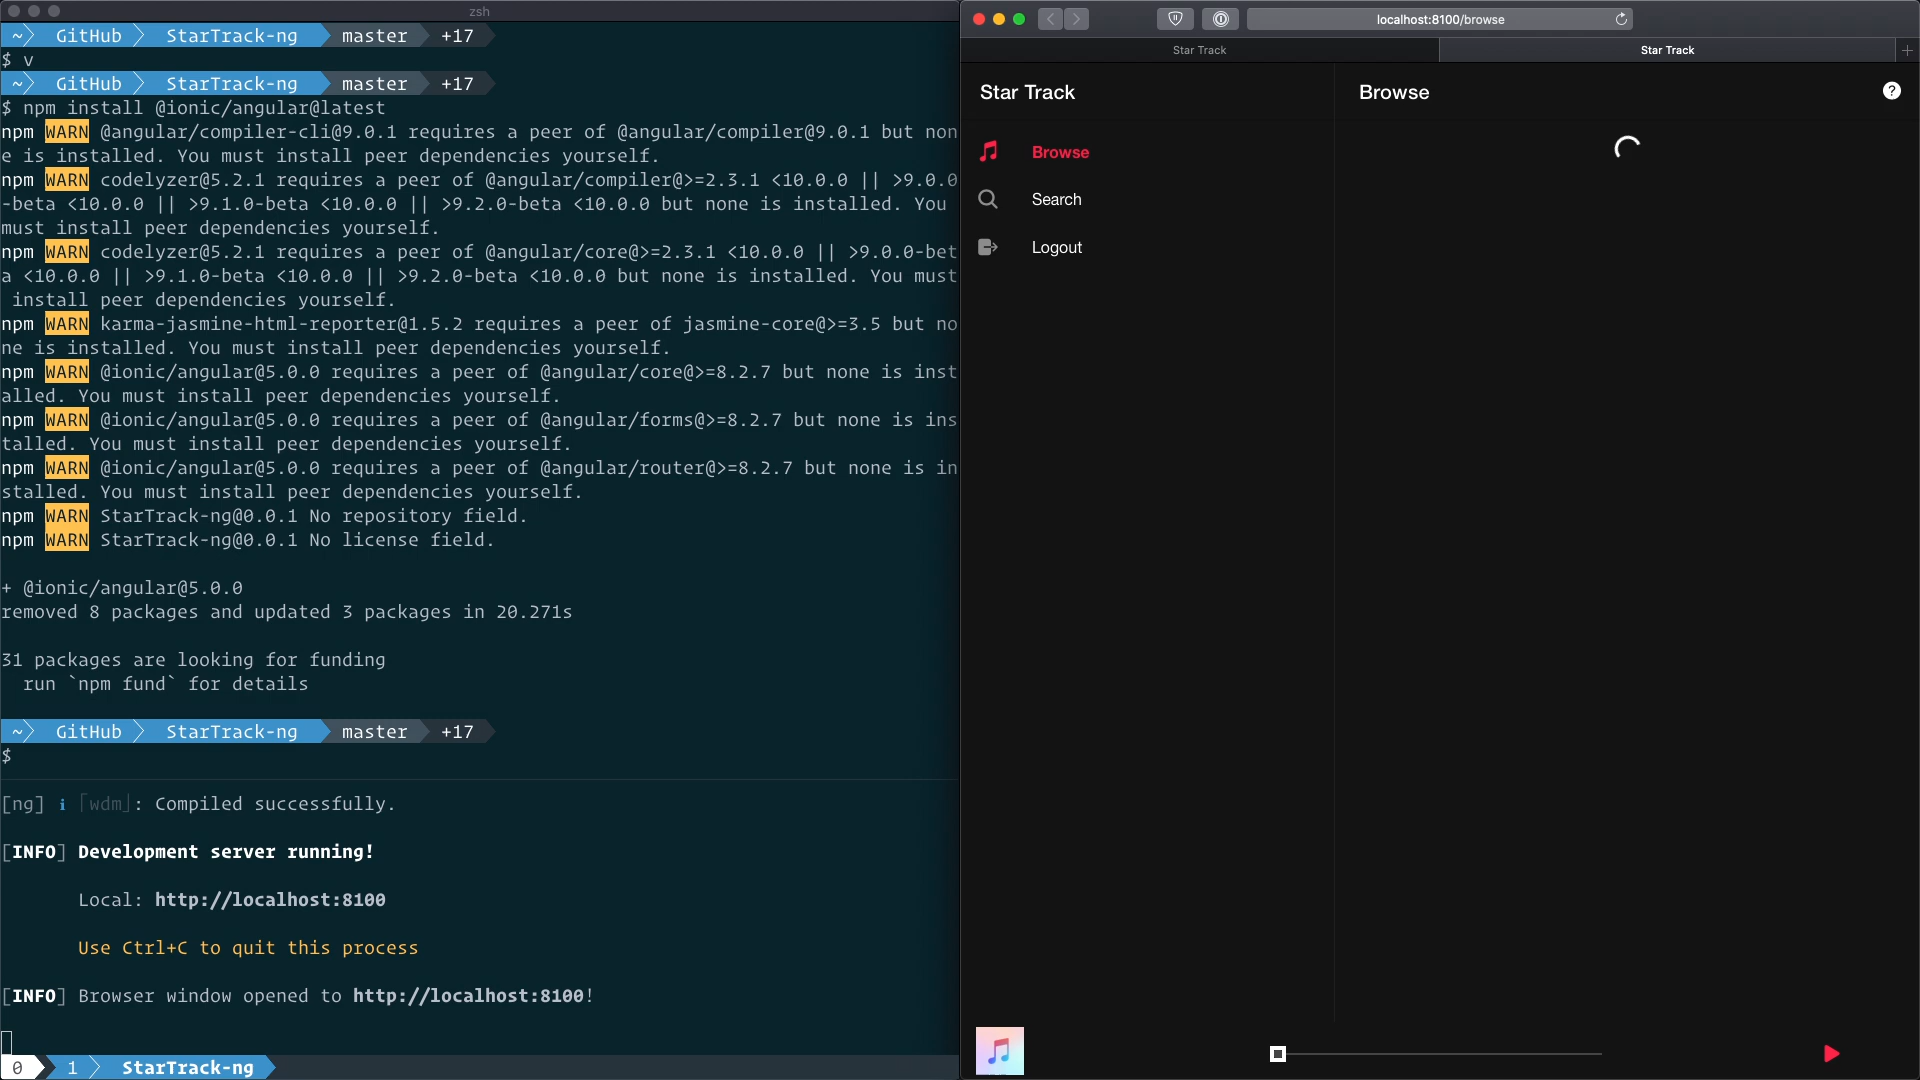 zsh
~ GitHub StarTrack-ng master +17
$ v
~ GitHub StarTrack-ng master +17
$ npm install @ionic/angular@latest
npm WARN @angular/compiler-cli@9.0.1 requires a peer of @angular/compiler@9.0.1 but non
e is installed. You must install peer dependencies yourself.
npm WARN codelyzer@5.2.1 requires a peer of @angular/compiler@>=2.3.1 <10.0.0 || >9.0.0
-beta <10.0.0 || >9.1.0-beta <10.0.0 || >9.2.0-beta <10.0.0 but none is installed. You
must install peer dependencies yourself.
npm WARN codelyzer@5.2.1 requires a peer of @angular/core@>=2.3.1 <10.0.0 || >9.0.0-bet
a <10.0.0 || >9.1.0-beta <10.0.0 || >9.2.0-beta <10.0.0 but none is installed. You must
install peer dependencies yourself.
npm WARN karma-jasmine-html-reporter@1.5.2 requires a peer of jasmine-core@>=3.5 but no
ne is installed. You must install peer dependencies yourself.
npm WARN @ionic/angular@5.0.0 requires a peer of @angular/core@>=8.2.7 but none is inst
alled. You must install peer dependencies yourself.
npm WARN @ionic/angular@5.0.0 requires a peer of @angular/forms@>=8.2.7 but none is ins
talled. You must install peer dependencies yourself.
npm WARN @ionic/angular@5.0.0 requires a peer of @angular/router@>=8.2.7 but none is in
stalled. You must install peer dependencies yourself.
npm WARN StarTrack-ng@0.0.1 No repository field.
npm WARN StarTrack-ng@0.0.1 No license field.
+ @ionic/angular@5.0.0
removed 8 packages and updated 3 packages in 20.271s
31 packages are looking for funding
run `npm fund` for details
~ GitHub StarTrack-ng master +17
$
[ng] ℹ ｢wdm｣: Compiled successfully.
[INFO] Development server running!
Local: http://localhost:8100
Use Ctrl+C to quit this process
[INFO] Browser window opened to http://localhost:8100!
0 1 StarTrack-ng
localhost:8100/browse
Star Track
Star Track
Star Track
Browse
?
Browse
Search
Logout